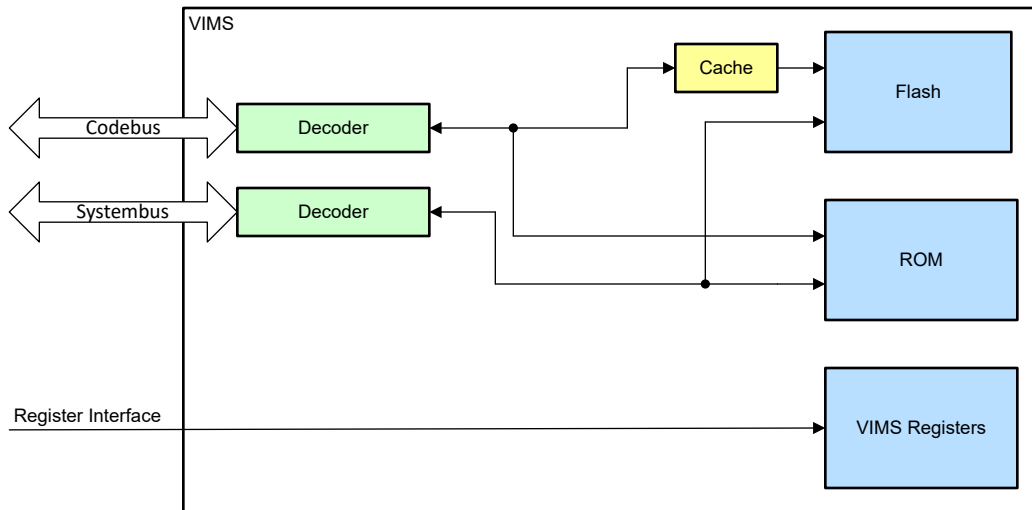 VIMS
Cache
Flash
Codebus
Decoder
Systembus
Decoder
ROM
Register Interface
VIMS Registers